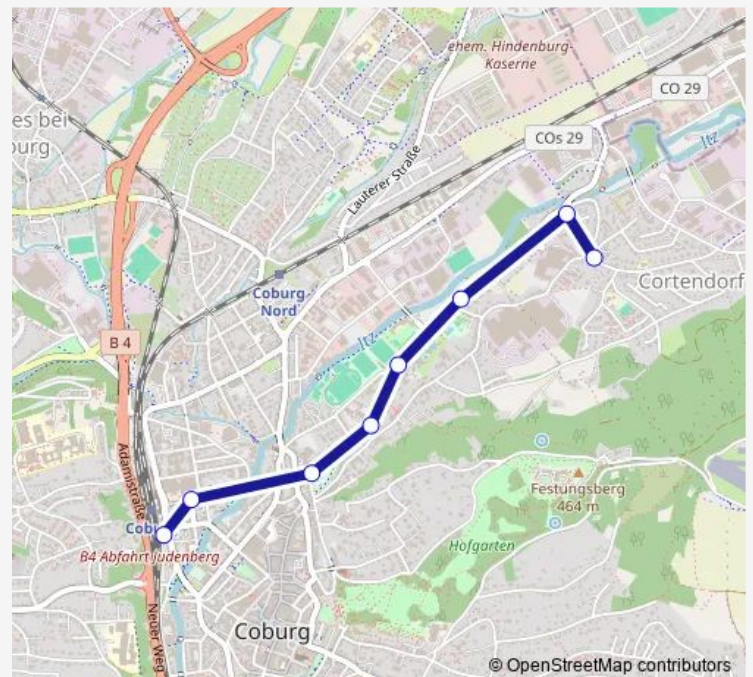 ehem. Hindenburg-
Kaserne
CO 29
es bei
burg
COs 29
Itz
Lauterer Straße
Cortendorf
Coburg
Nord
B 4
Itz
Adamistraße
Festungsberg
464 m
Cobu
B4 Abfahrt Judenberg
Hofgarten
Neuer Weg
Coburg
© OpenStreetMap contributors